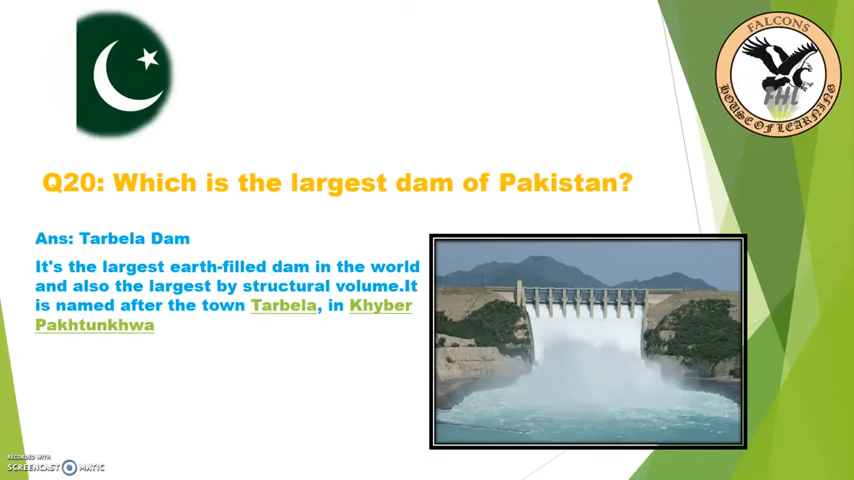 FALCONS
FHL
HOUSE OF LEARNING
Q20: Which is the largest dam of Pakistan?
Ans: Tarbela Dam
It's the largest earth-filled dam in the world
and also the largest by structural volume.It
is named after the town Tarbela, in Khyber
Pakhtunkhwa
RECORDED WITH
SCREENCAST MATIC